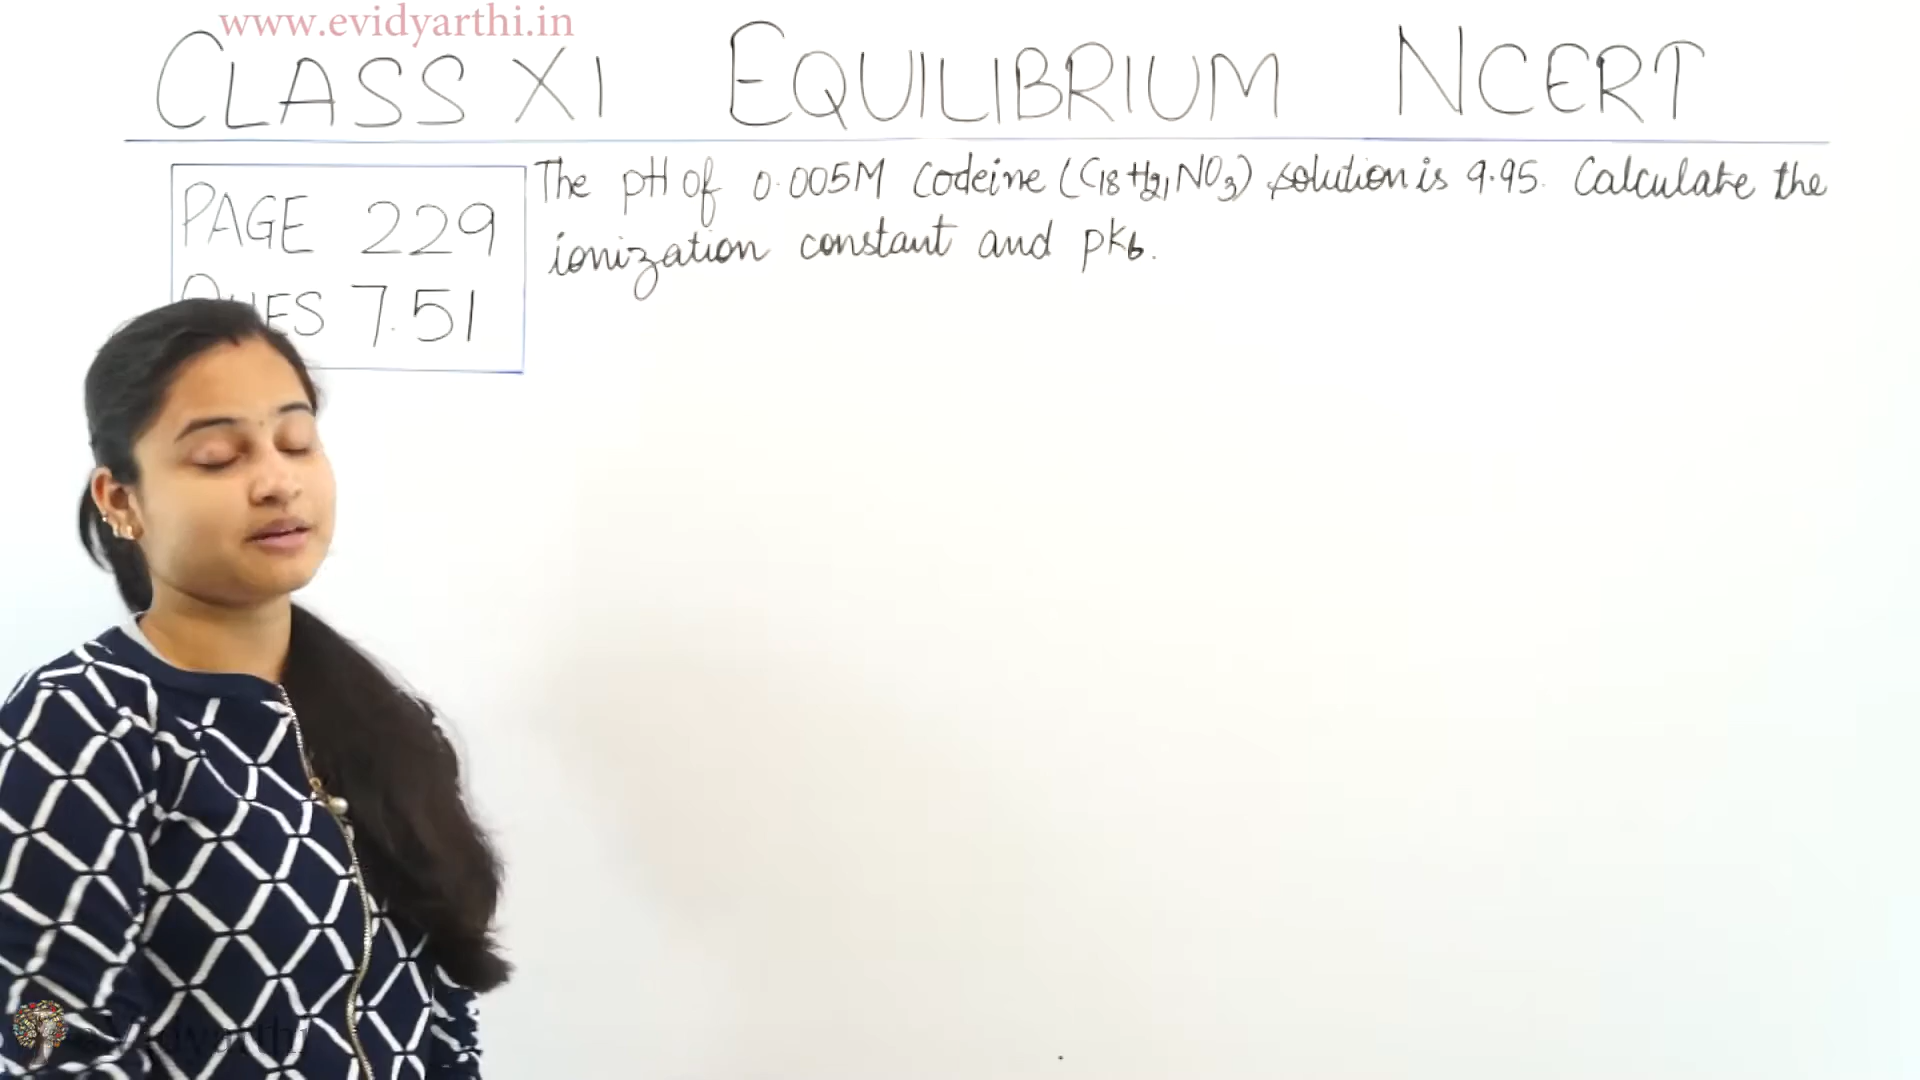 www.evidyarthi.in
CLASS XI EQUILIBRIUM NCERT
PAGE 229
QUES 7.51
The pH of 0.005M Codeine (C18H21NO3) solution is 9.95. Calculate the
ionization constant and pKb.